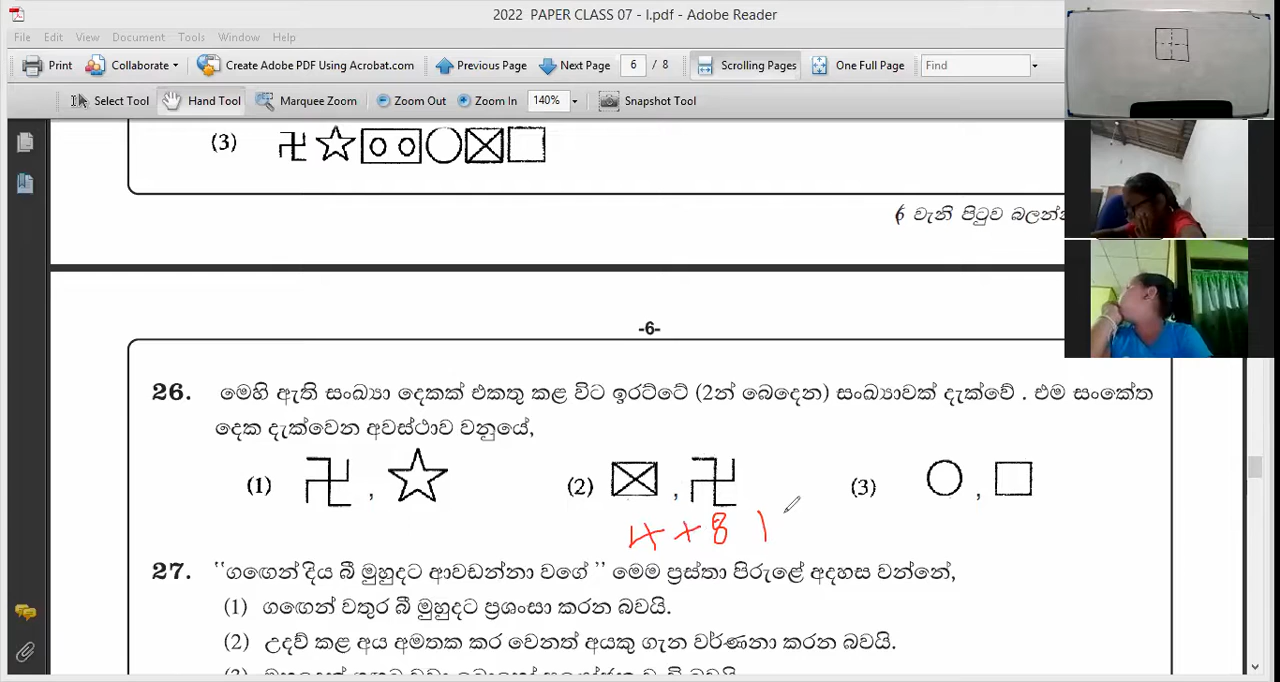 2022 PAPER CLASS 07 - I.pdf - Adobe Reader
File Edit View Document Tools Window Help
Print Collaborate Create Adobe PDF Using Acrobat.com Previous Page Next Page 6 / 8 Scrolling Pages One Full Page Find
Select Tool Hand Tool Marquee Zoom Zoom Out Zoom In 140% Snapshot Tool
(3)
6 වැනි පිටුව බලන්න
-6-
26. මෙහි ඇති සංඛ්‍යා දෙකක් එකතු කළ විට ඉරට්ටේ (2න් බෙදෙන) සංඛ්‍යාවක් දැක්වේ . එම සංකේත
දෙක දැක්වෙන අවස්ථාව වනුයේ,
(1) 卍 , ☆ (2) , 卍 (3) ○ , □
4 + 8 1
27. ‘‘ගඟෙන් දිය බී මුහුදට ආවඩන්නා වගේ ’’ මෙම ප්‍රස්තා පිරුළේ අදහස වන්නේ,
(1) ගඟෙන් වතුර බී මුහුදට ප්‍රශංසා කරන බවයි.
(2) උදව් කළ අය අමතක කර වෙනත් අයකු ගැන වර්ණනා කරන බවයි.